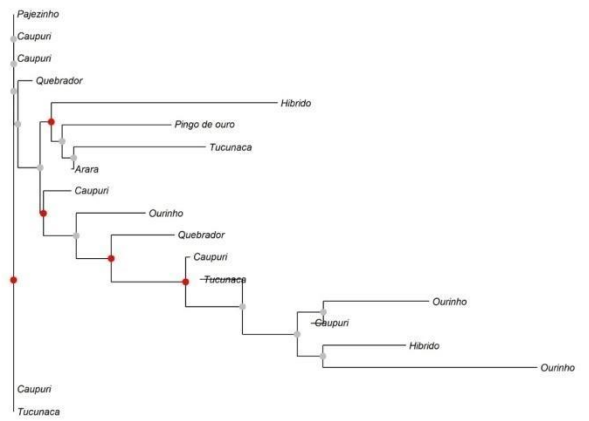 Pajezinho
Caupuri
Caupuri
Quebrador
Hibrido
Pingo de ouro
Tucunaca
Arara
Caupuri
Ourinho
Quebrador
Caupuri
Tucunaca
Ourinho
Caupuri
Hibrido
Ourinho
Caupuri
Tucunaca